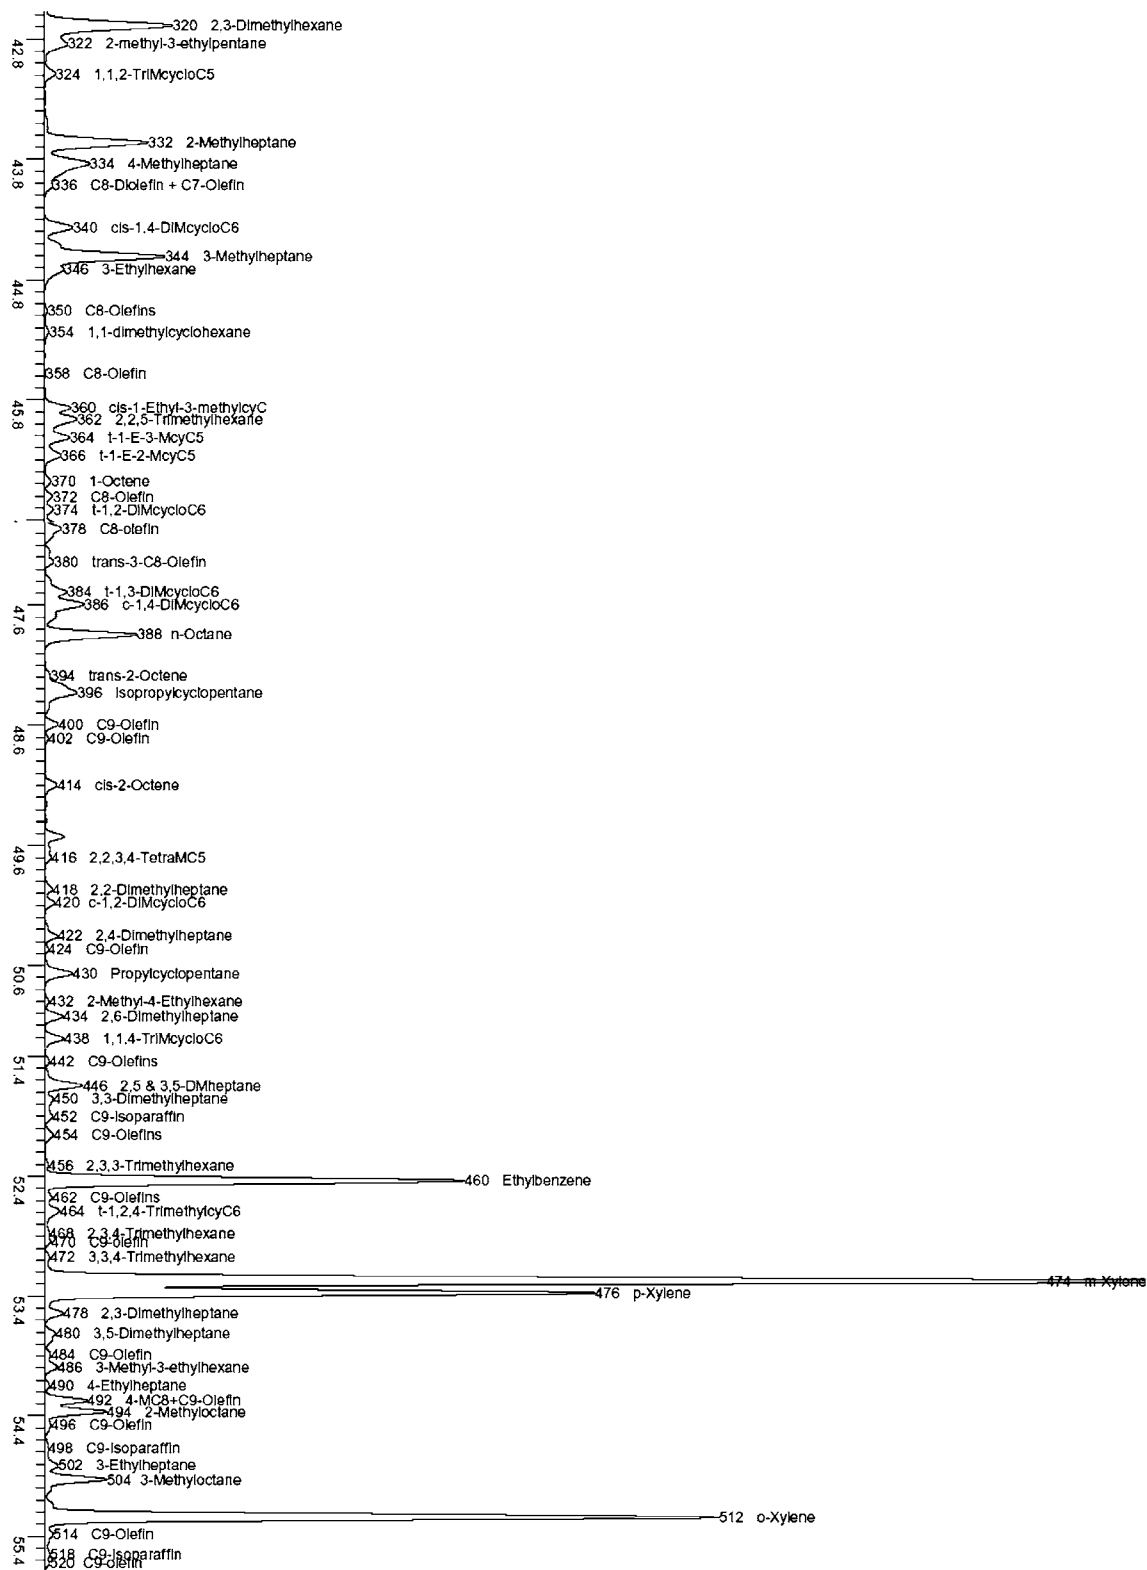 320 2,3-Dimethylhexane
42.8
322 2-methyl-3-ethylpentane
324 1,1,2-TriMcycloC5
332 2-Methylheptane
43.8
334 4-Methylheptane
336 C8-Diolefin + C7-Olefin
340 cis-1,4-DiMcycloC6
344 3-Methylheptane
346 3-Ethylhexane
44.8
350 C8-Olefins
354 1,1-dimethylcyclohexane
358 C8-Olefin
45.8
360 cis-1-Ethyl-3-methylcyC
362 2,2,5-Trimethylhexane
364 t-1-E-3-McyC5
366 t-1-E-2-McyC5
370 1-Octene
372 C8-Olefin
374 t-1,2-DiMcycloC6
378 C8-olefin
380 trans-3-C8-Olefin
384 t-1,3-DiMcycloC6
47.6
386 c-1,4-DiMcycloC6
388 n-Octane
394 trans-2-Octene
396 Isopropylcyclopentane
48.6
400 C9-Olefin
402 C9-Olefin
414 cis-2-Octene
49.6
416 2,2,3,4-TetraMC5
418 2,2-Dimethylheptane
420 c-1,2-DiMcycloC6
422 2,4-Dimethylheptane
424 C9-Olefin
50.6
430 Propylcyclopentane
432 2-Methyl-4-Ethylhexane
434 2,6-Dimethylheptane
438 1,1,4-TriMcycloC6
51.4
442 C9-Olefins
446 2,5 & 3,5-DMheptane
450 3,3-Dimethylheptane
452 C9-Isoparaffin
454 C9-Olefins
456 2,3,3-Trimethylhexane
52.4
460 Ethylbenzene
462 C9-Olefins
464 t-1,2,4-TrimethylcyC6
468 2,3,4-Trimethylhexane
470 C9-olefin
472 3,3,4-Trimethylhexane
474 m-Xylene
53.4
476 p-Xylene
478 2,3-Dimethylheptane
480 3,5-Dimethylheptane
484 C9-Olefin
486 3-Methyl-3-ethylhexane
490 4-Ethylheptane
492 4-MC8+C9-Olefin
54.4
494 2-Methyloctane
496 C9-Olefin
498 C9-Isoparaffin
502 3-Ethylheptane
504 3-Methyloctane
512 o-Xylene
55.4
514 C9-Olefin
518 C9-Isoparaffin
520 C9-olefin